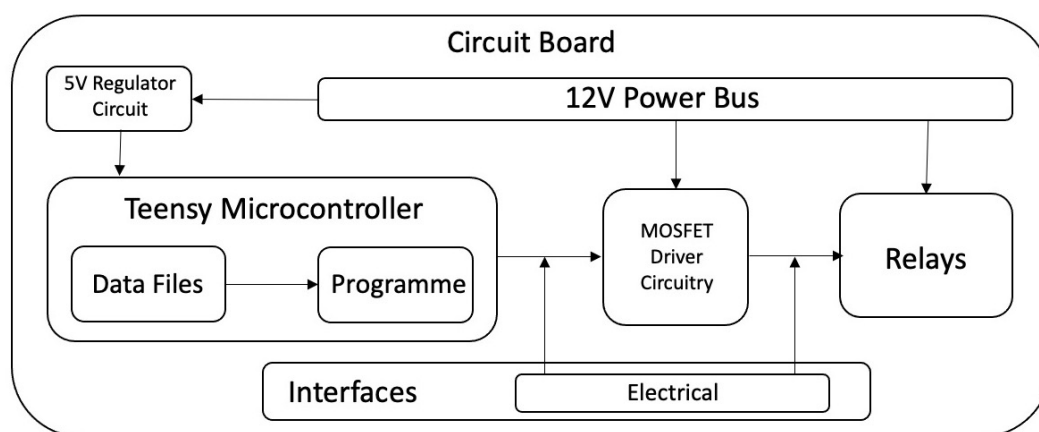 Circuit Board
5V Regulator
Circuit
12V Power Bus
Teensy Microcontroller
Data Files
Programme
MOSFET
Driver
Circuitry
Relays
Interfaces
Electrical